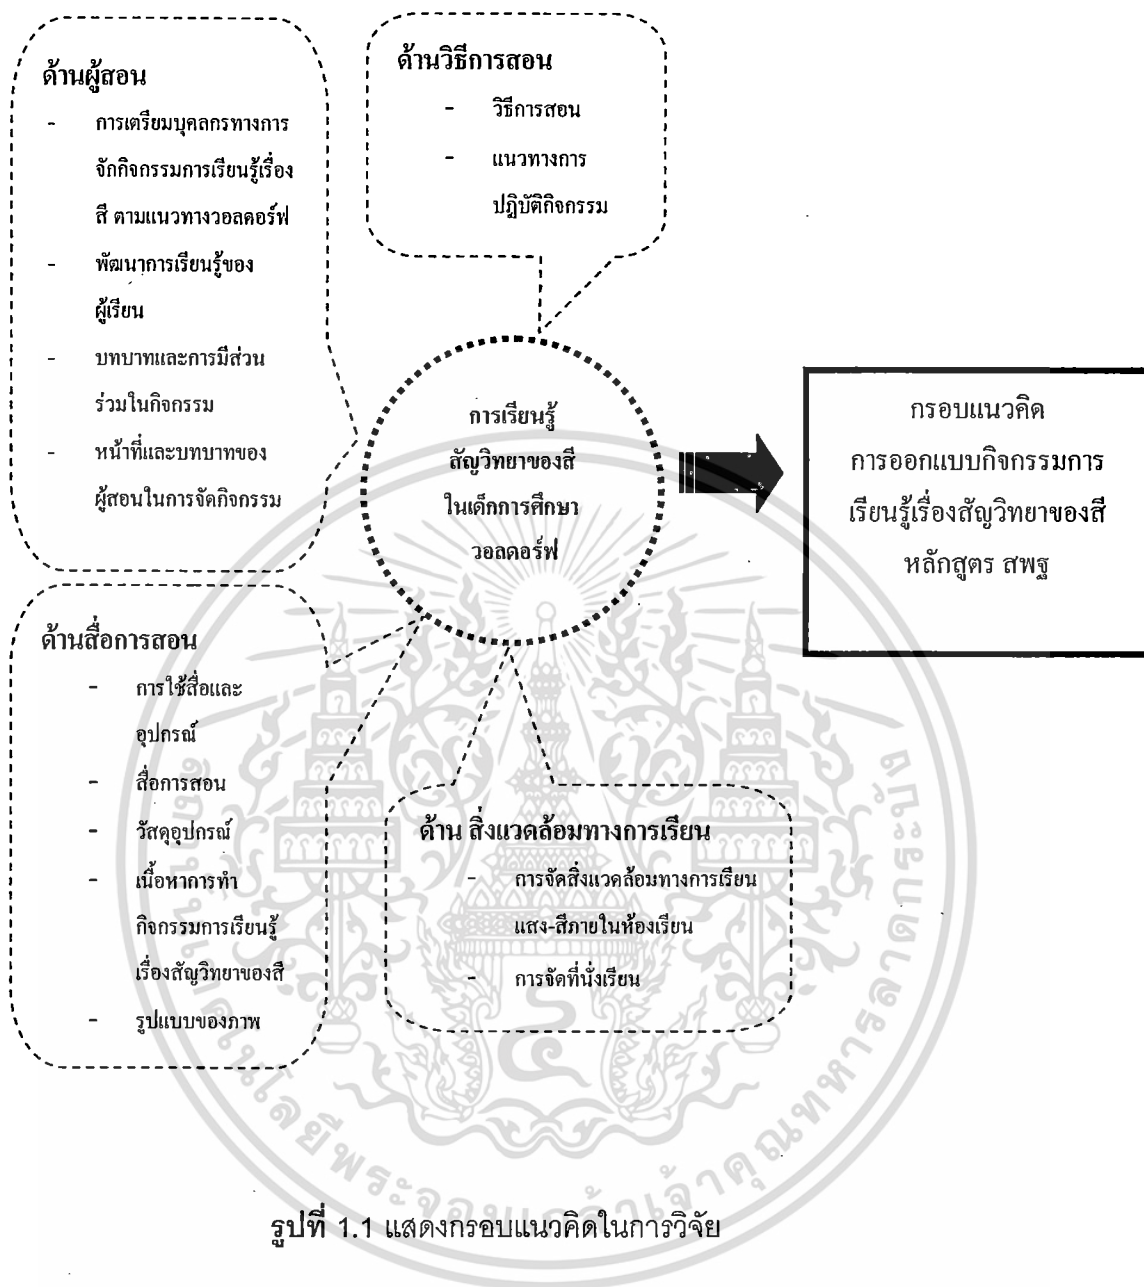 ด้านผู้สอน
- การเตรียมบุคลกรทางการ
จักกิจกรรมการเรียนรู้เรื่อง
สี ตามแนวทางวอลดอร์ฟ
- พัฒนาการเรียนรู้ของ
ผู้เรียน
- บทบาทและการมีส่วน
ร่วมในกิจกรรม
- หน้าที่และบทบาทของ
ผู้สอนในการจัดกิจกรรม
ด้านวิธีการสอน
- วิธีการสอน
- แนวทางการ
ปฏิบัติกิจกรรม
การเรียนรู้
สัญวิทยาของสี
ในเด็กการศึกษา
วอลดอร์ฟ
กรอบแนวคิด
การออกแบบกิจกรรมการ
เรียนรู้เรื่องสัญวิทยาของสี
หลักสูตร สพฐ
ด้านสื่อการสอน
- การใช้สื่อและ
อุปกรณ์
- สื่อการสอน
- วัสดุอุปกรณ์
- เนื้อหาการทำ
กิจกรรมการเรียนรู้
เรื่องสัญวิทยาของสี
- รูปแบบของภาพ
ด้าน สิ่งแวดล้อมทางการเรียน
- การจัดสิ่งแวดล้อมทางการเรียน
แสง-สีภายในห้องเรียน
- การจัดที่นั่งเรียน
รูปที่ 1.1 แสดงกรอบแนวคิดในการวิจัย